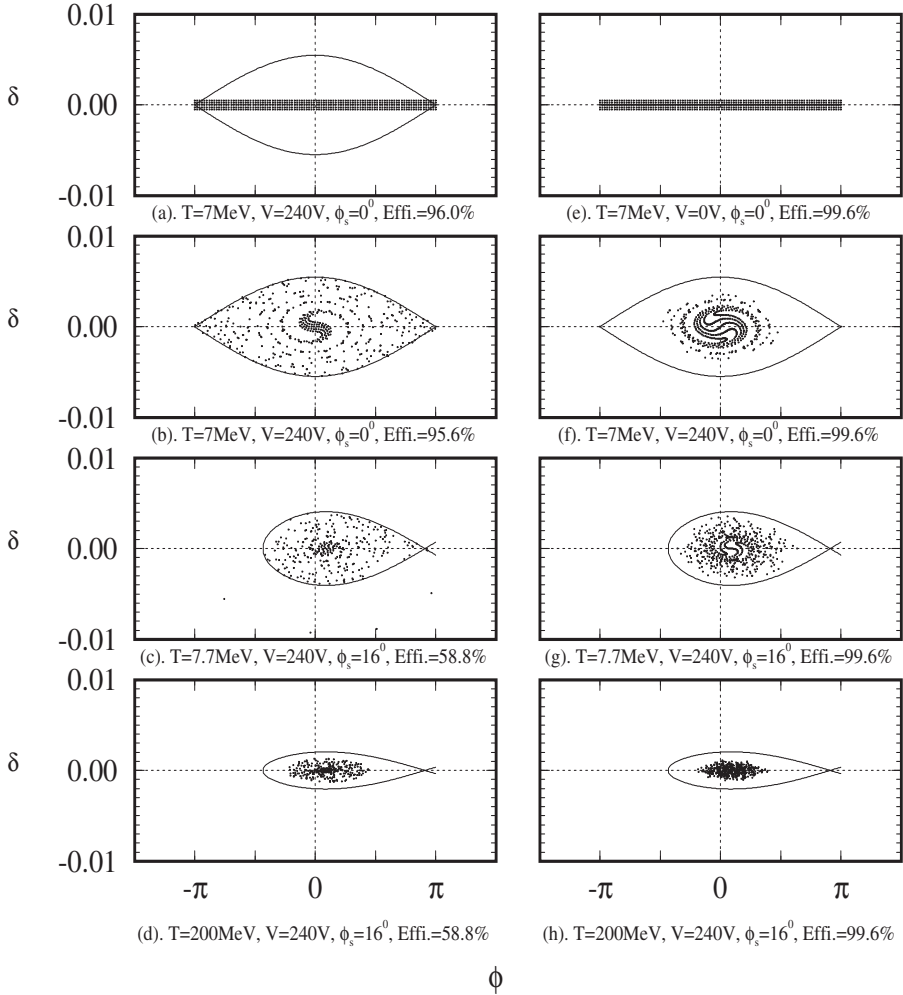 0.01 0.00 -0.01 δ
(a). T=7MeV, V=240V, ϕs=0⁰, Effi.=96.0%
(e). T=7MeV, V=0V, ϕs=0⁰, Effi.=99.6%
0.01 0.00 -0.01 δ
(b). T=7MeV, V=240V, ϕs=0⁰, Effi.=95.6%
(f). T=7MeV, V=240V, ϕs=0⁰, Effi.=99.6%
0.01 0.00 -0.01 δ
(c). T=7.7MeV, V=240V, ϕs=16⁰, Effi.=58.8%
(g). T=7.7MeV, V=240V, ϕs=16⁰, Effi.=99.6%
0.01 0.00 -0.01 δ
-π 0 π
-π 0 π
(d). T=200MeV, V=240V, ϕs=16⁰, Effi.=58.8%
(h). T=200MeV, V=240V, ϕs=16⁰, Effi.=99.6%
ϕ